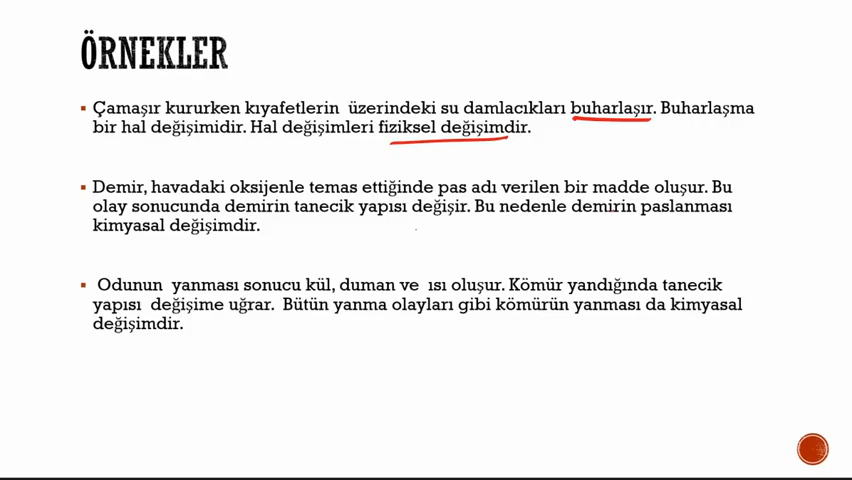 ÖRNEKLER
Çamaşır kururken kıyafetlerin üzerindeki su damlacıkları buharlaşır. Buharlaşma
bir hal değişimidir. Hal değişimleri fiziksel değişimdir.
Demir, havadaki oksijenle temas ettiğinde pas adı verilen bir madde oluşur. Bu
olay sonucunda demirin tanecik yapısı değişir. Bu nedenle demirin paslanması
kimyasal değişimdir.
Odunun yanması sonucu kül, duman ve ısı oluşur. Kömür yandığında tanecik
yapısı değişime uğrar. Bütün yanma olayları gibi kömürün yanması da kimyasal
değişimdir.